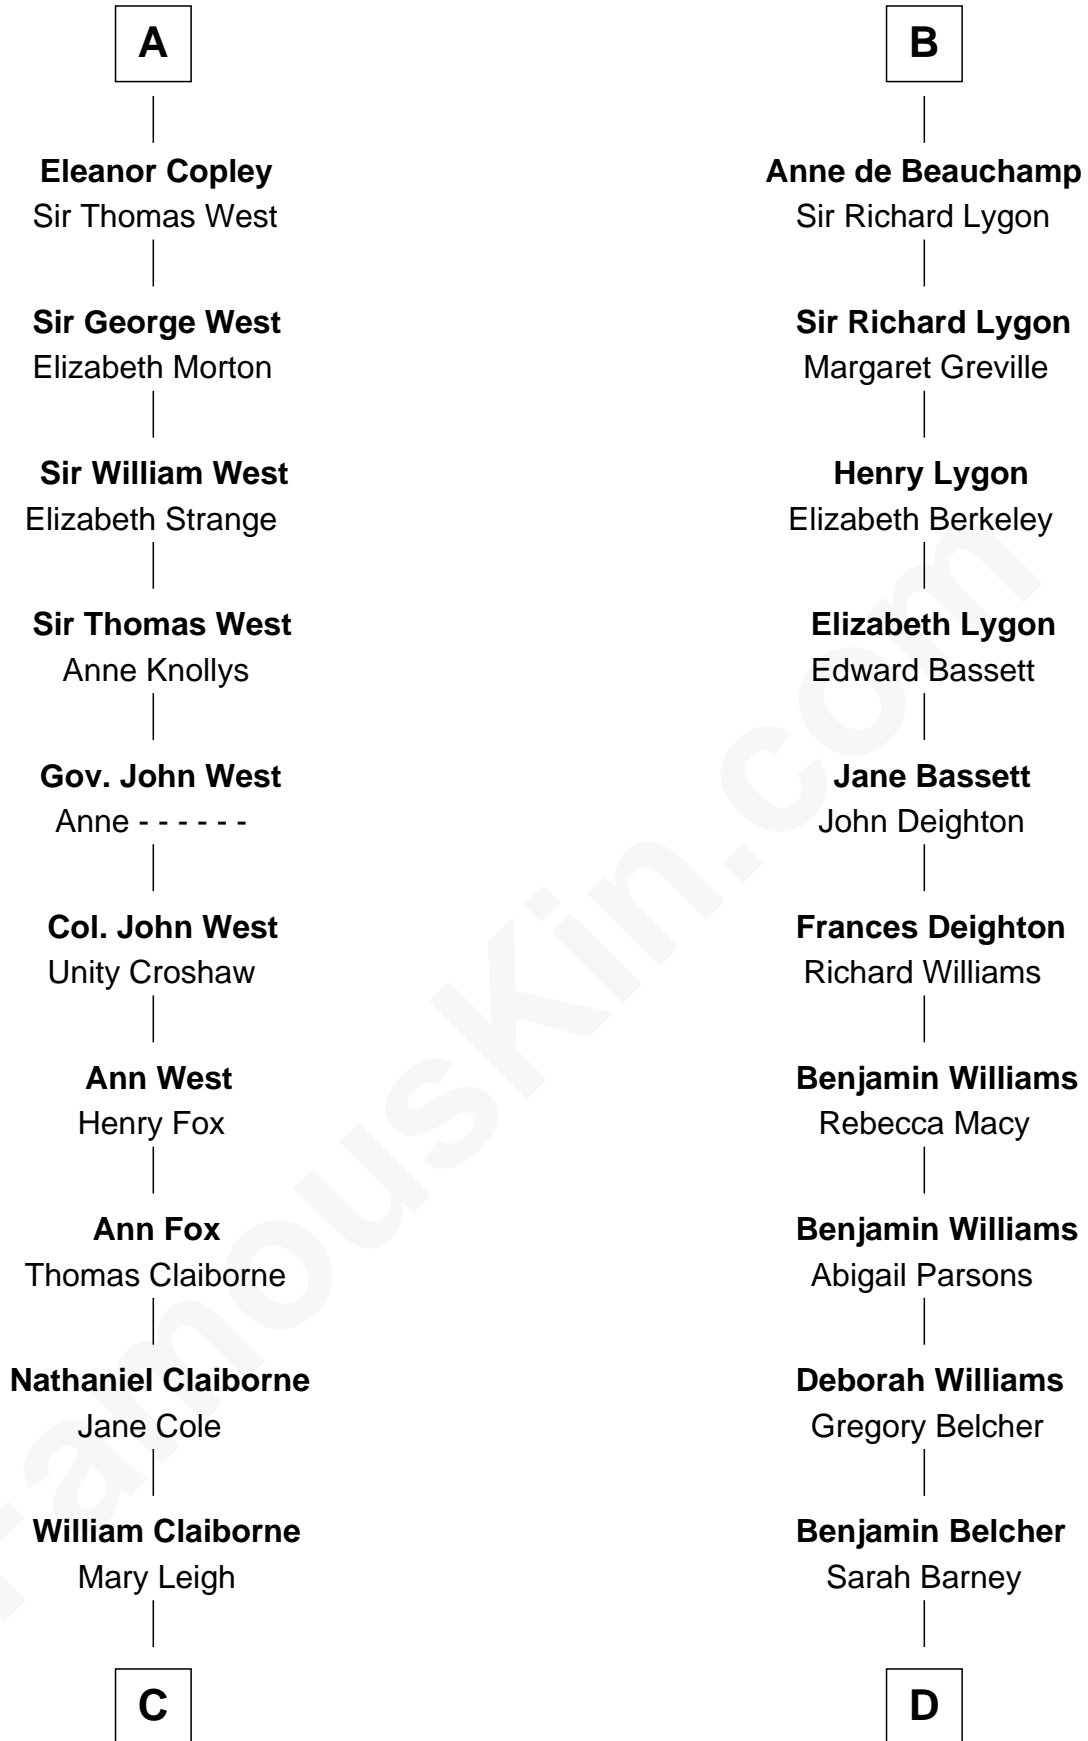 A
Eleanor Copley
Sir Thomas West
Sir George West
Elizabeth Morton
Sir William West
Elizabeth Strange
Sir Thomas West
Anne Knollys
Gov. John West
Anne - - - - - -
Col. John West
Unity Croshaw
Ann West
Henry Fox
Ann Fox
Thomas Claiborne
Nathaniel Claiborne
Jane Cole
William Claiborne
Mary Leigh
C
B
Anne de Beauchamp
Sir Richard Lygon
Sir Richard Lygon
Margaret Greville
Henry Lygon
Elizabeth Berkeley
Elizabeth Lygon
Edward Bassett
Jane Bassett
John Deighton
Frances Deighton
Richard Williams
Benjamin Williams
Rebecca Macy
Benjamin Williams
Abigail Parsons
Deborah Williams
Gregory Belcher
Benjamin Belcher
Sarah Barney
D
FamousKin.com